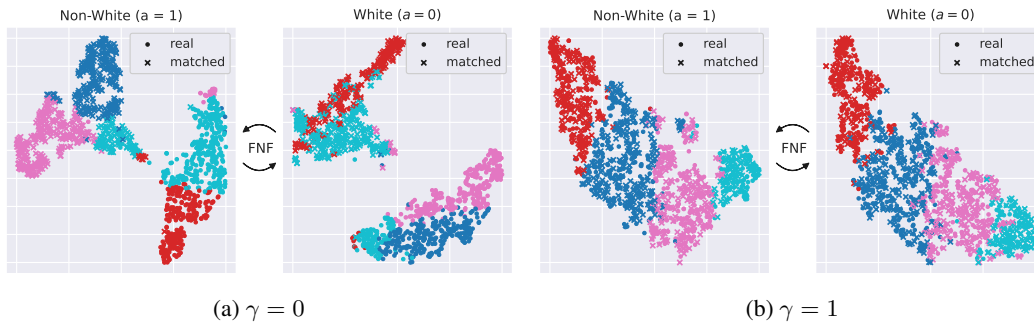 Non-White (a = 1)
real
matched
FNF
White (a = 0)
real
matched
Non-White (a = 1)
real
matched
FNF
White (a = 0)
real
matched
(a) γ = 0
(b) γ = 1